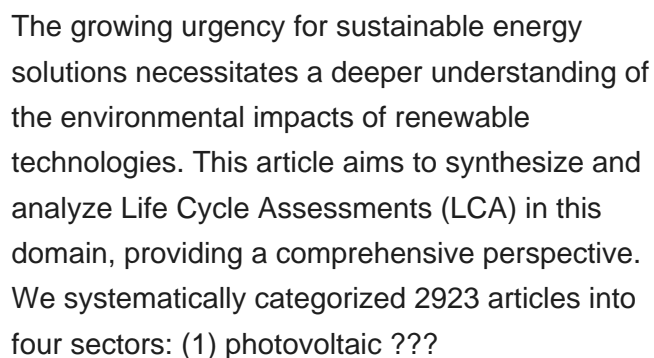 The growing urgency for sustainable energy
solutions necessitates a deeper understanding of
the environmental impacts of renewable
technologies. This article aims to synthesize and
analyze Life Cycle Assessments (LCA) in this
domain, providing a comprehensive perspective.
We systematically categorized 2923 articles into
four sectors: (1) photovoltaic ???